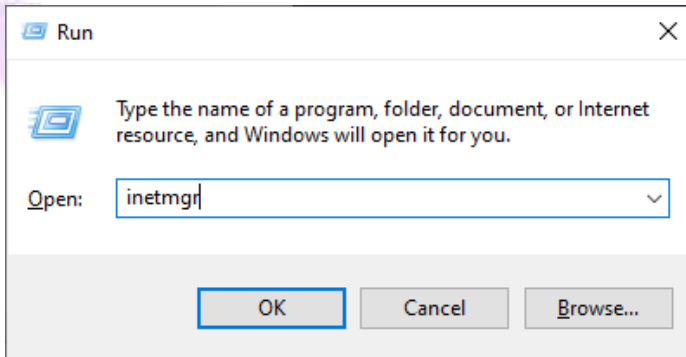 Run
Type the name of a program, folder, document, or Internet
resource, and Windows will open it for you.
Open: inetmgr
OK Cancel Browse...